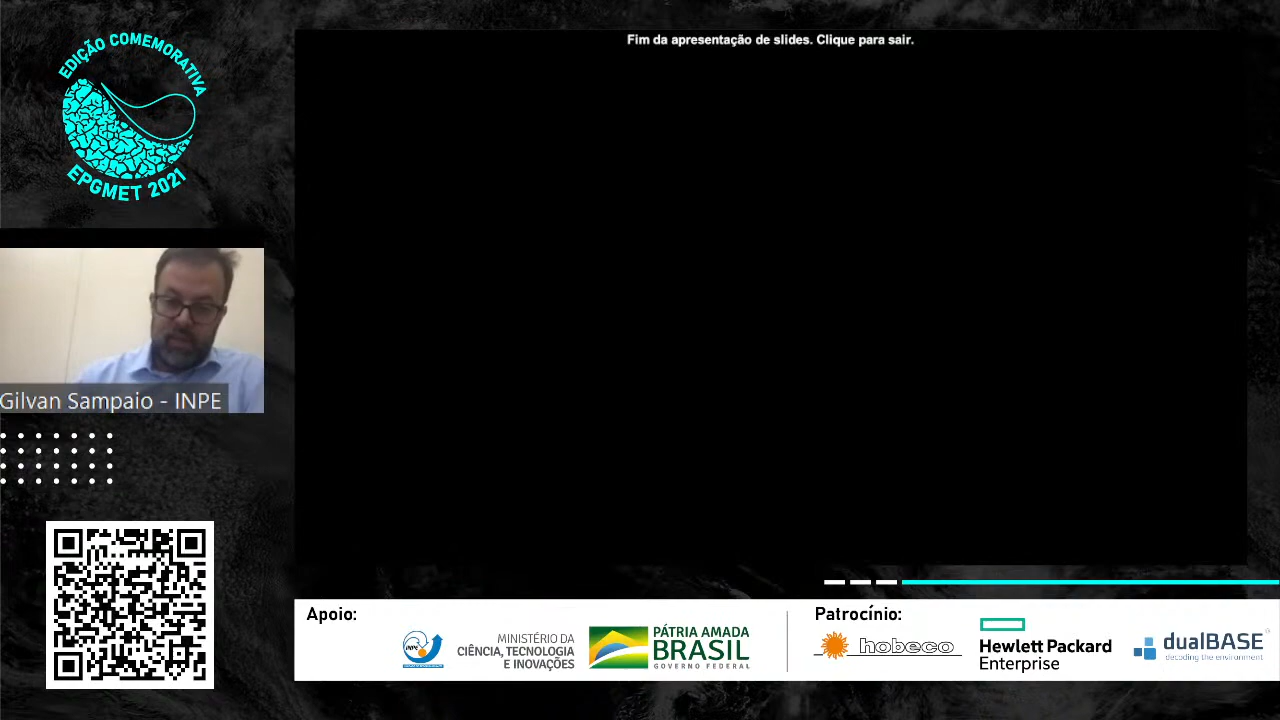 EDIÇÃO COMEMORATIVA
EPGMET 2021
Fim da apresentação de slides. Clique para sair.
Gilvan Sampaio - INPE
Apoio:
INPE
MINISTÉRIO DA
CIÊNCIA, TECNOLOGIA
E INOVAÇÕES
PÁTRIA AMADA
BRASIL
GOVERNO FEDERAL
Patrocínio:
hobeco
Hewlett Packard
Enterprise
dualBASE
decoding the environment